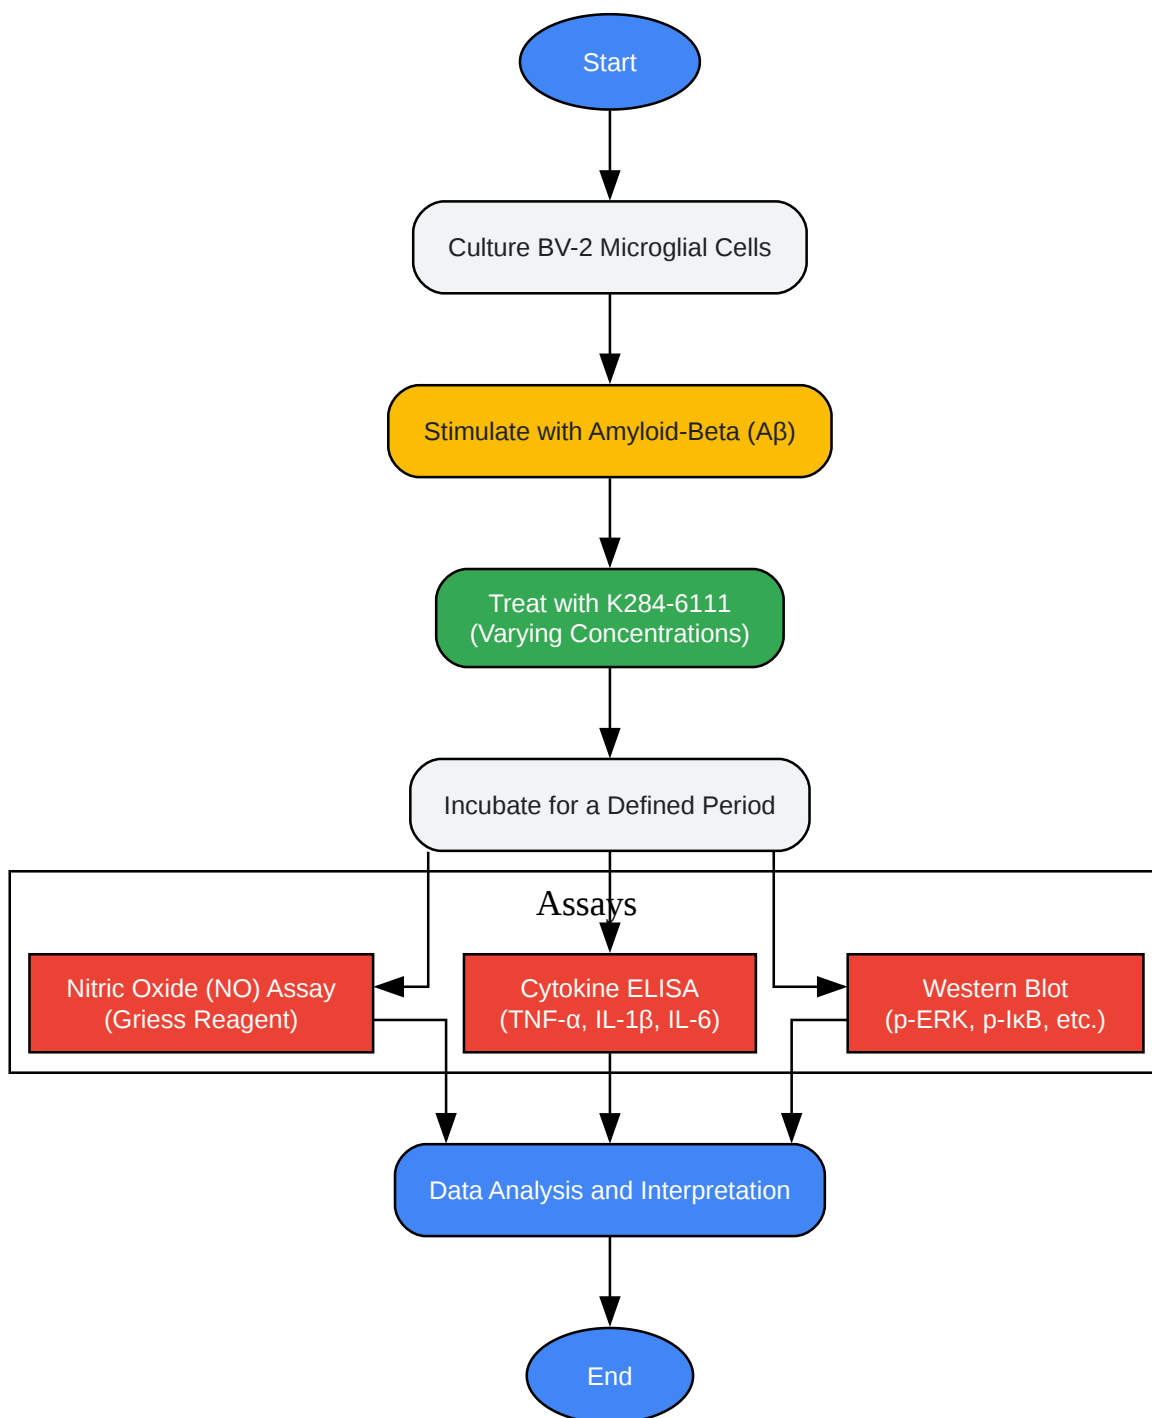 Start
Culture BV-2 Microglial Cells
Stimulate with Amyloid-Beta (Aβ)
Treat with K284-6111
(Varying Concentrations)
Incubate for a Defined Period
Assays
Nitric Oxide (NO) Assay
(Griess Reagent)
Cytokine ELISA
(TNF-α, IL-1β, IL-6)
Western Blot
(p-ERK, p-IκB, etc.)
Data Analysis and Interpretation
End